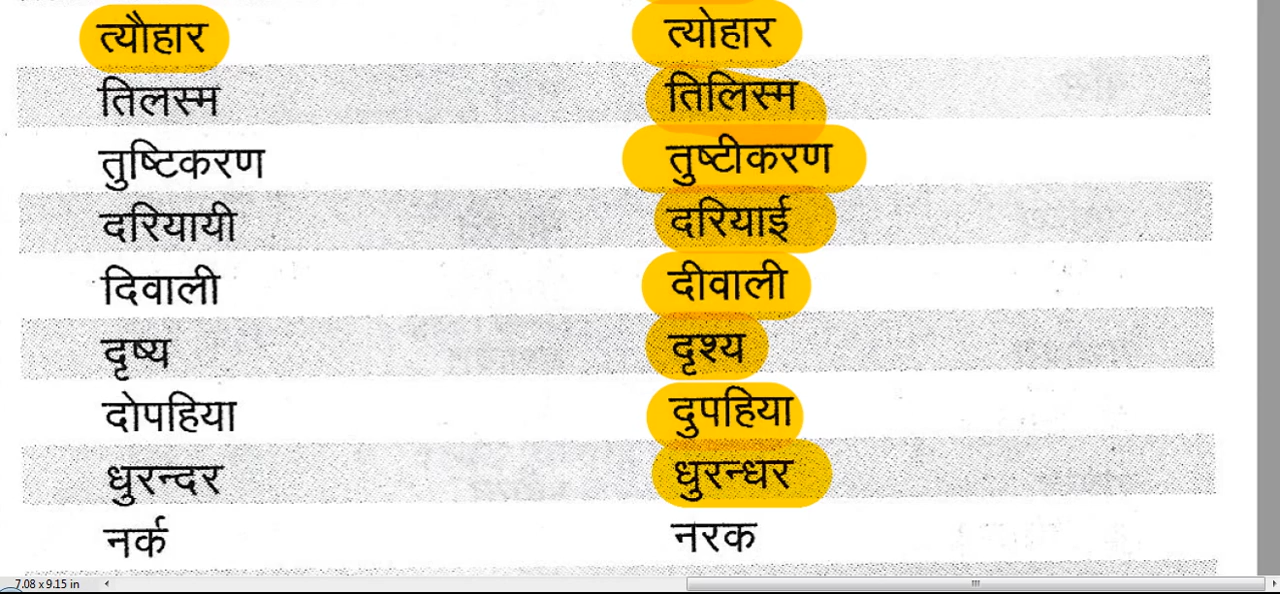 त्यौहार त्योहार
तिलस्म तिलिस्म
तुष्टिकरण तुष्टीकरण
दरियायी दरियाई
दिवाली दीवाली
दृष्य दृश्य
दोपहिया दुपहिया
धुरन्दर धुरन्धर
नर्क नरक
7.08 x 9.15 in